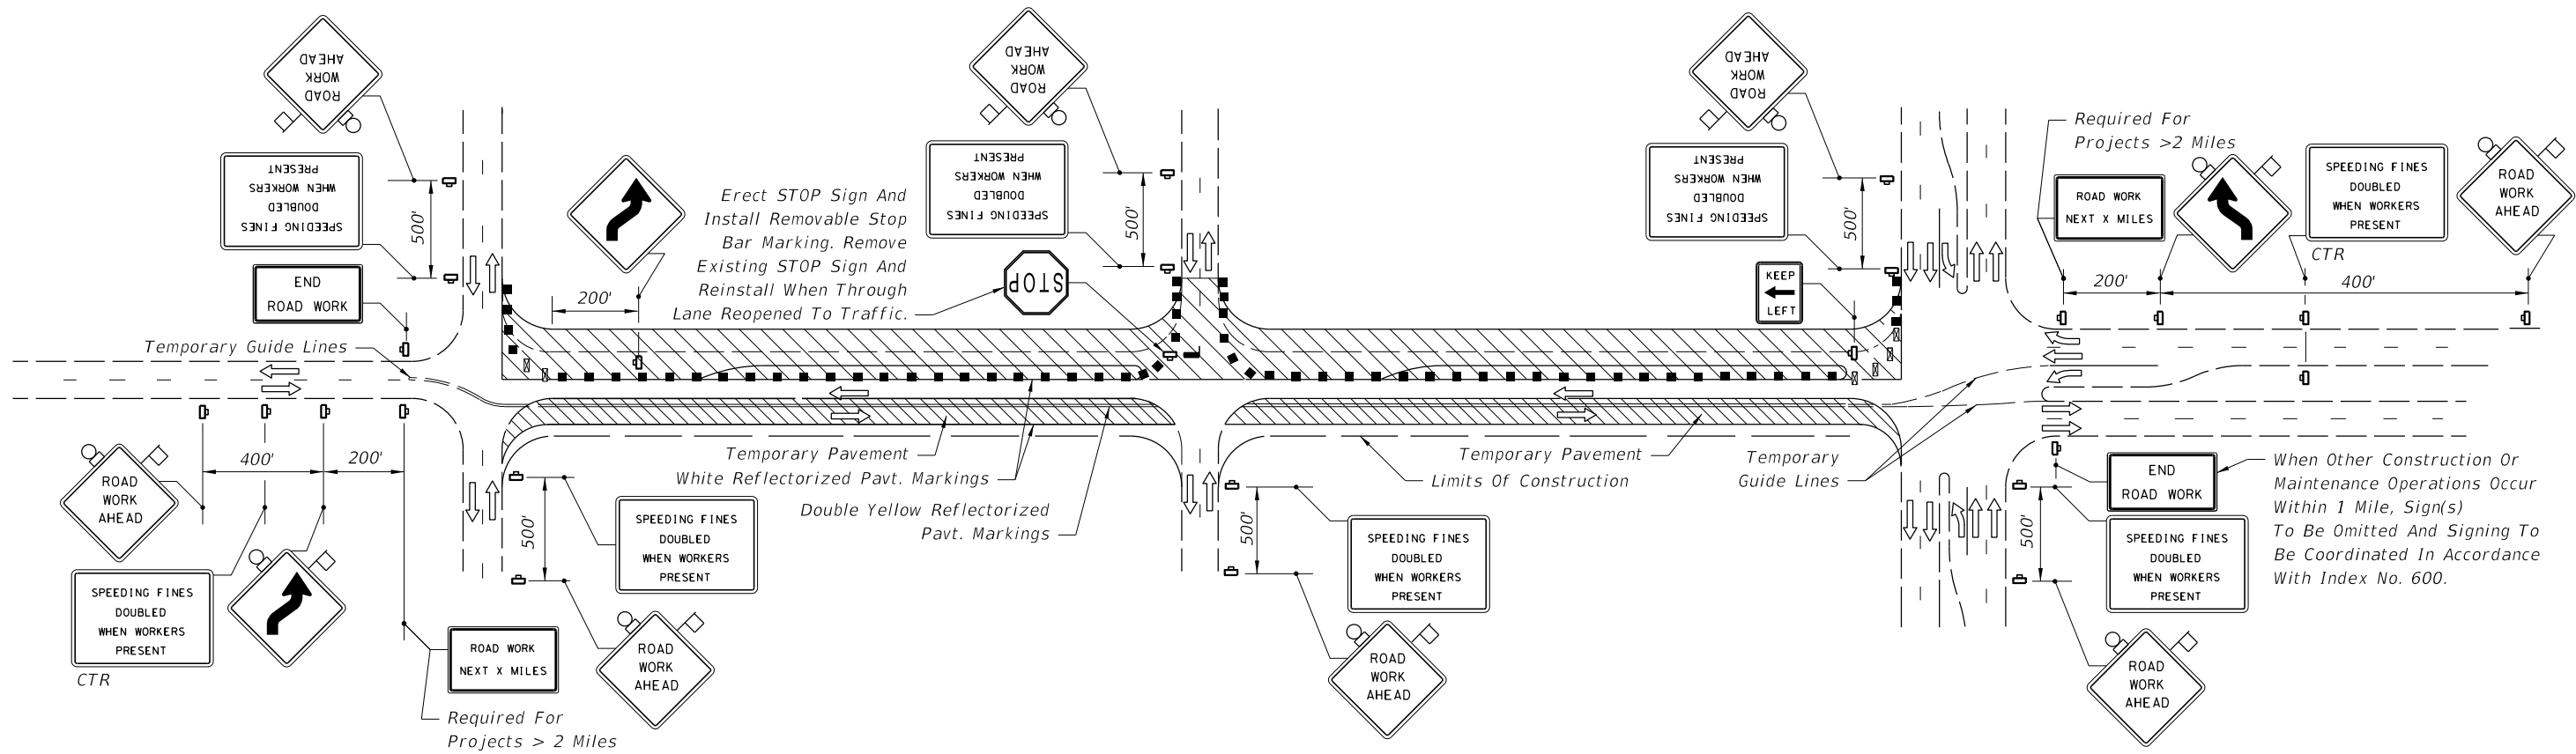 ROAD
WORK
AHEAD
SPEEDING FINES
DOUBLED
WHEN WORKERS
PRESENT
500'
END
ROAD WORK
Temporary Guide Lines
200'
Erect STOP Sign And
Install Removable Stop
Bar Marking. Remove
Existing STOP Sign And
Reinstall When Through
Lane Reopened To Traffic.
ROAD
WORK
AHEAD
SPEEDING FINES
DOUBLED
WHEN WORKERS
PRESENT
500'
STOP
ROAD
WORK
AHEAD
SPEEDING FINES
DOUBLED
WHEN WORKERS
PRESENT
500'
KEEP
LEFT
Required For
Projects >2 Miles
ROAD WORK
NEXT X MILES
SPEEDING FINES
DOUBLED
WHEN WORKERS
PRESENT
CTR
ROAD
WORK
AHEAD
200'
400'
400'
200'
ROAD
WORK
AHEAD
SPEEDING FINES
DOUBLED
WHEN WORKERS
PRESENT
CTR
ROAD WORK
NEXT X MILES
Required For
Projects > 2 Miles
500'
SPEEDING FINES
DOUBLED
WHEN WORKERS
PRESENT
ROAD
WORK
AHEAD
Temporary Pavement
White Reflectorized Pavt. Markings
Double Yellow Reflectorized
Pavt. Markings
500'
SPEEDING FINES
DOUBLED
WHEN WORKERS
PRESENT
ROAD
WORK
AHEAD
Temporary Pavement
Limits Of Construction
Temporary
Guide Lines
500'
END
ROAD WORK
SPEEDING FINES
DOUBLED
WHEN WORKERS
PRESENT
ROAD
WORK
AHEAD
When Other Construction Or
Maintenance Operations Occur
Within 1 Mile, Sign(s)
To Be Omitted And Signing To
Be Coordinated In Accordance
With Index No. 600.